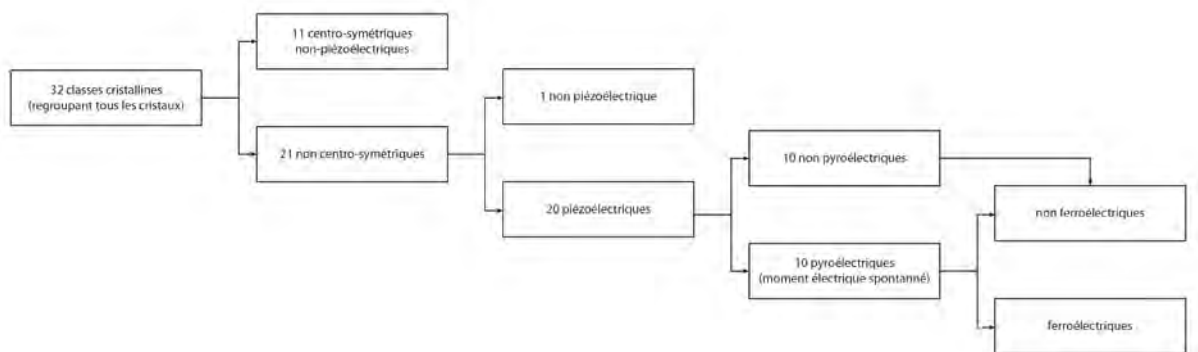 11 centro-symétriques
non-piézoélectriques
32 classes cristallines
(regroupant tous les cristaux)
21 non centro-symétriques
1 non piézoélectrique
20 piézoélectriques
10 non pyroélectriques
10 pyroélectriques
(moment électrique spontanné)
non ferroélectriques
ferroélectriques